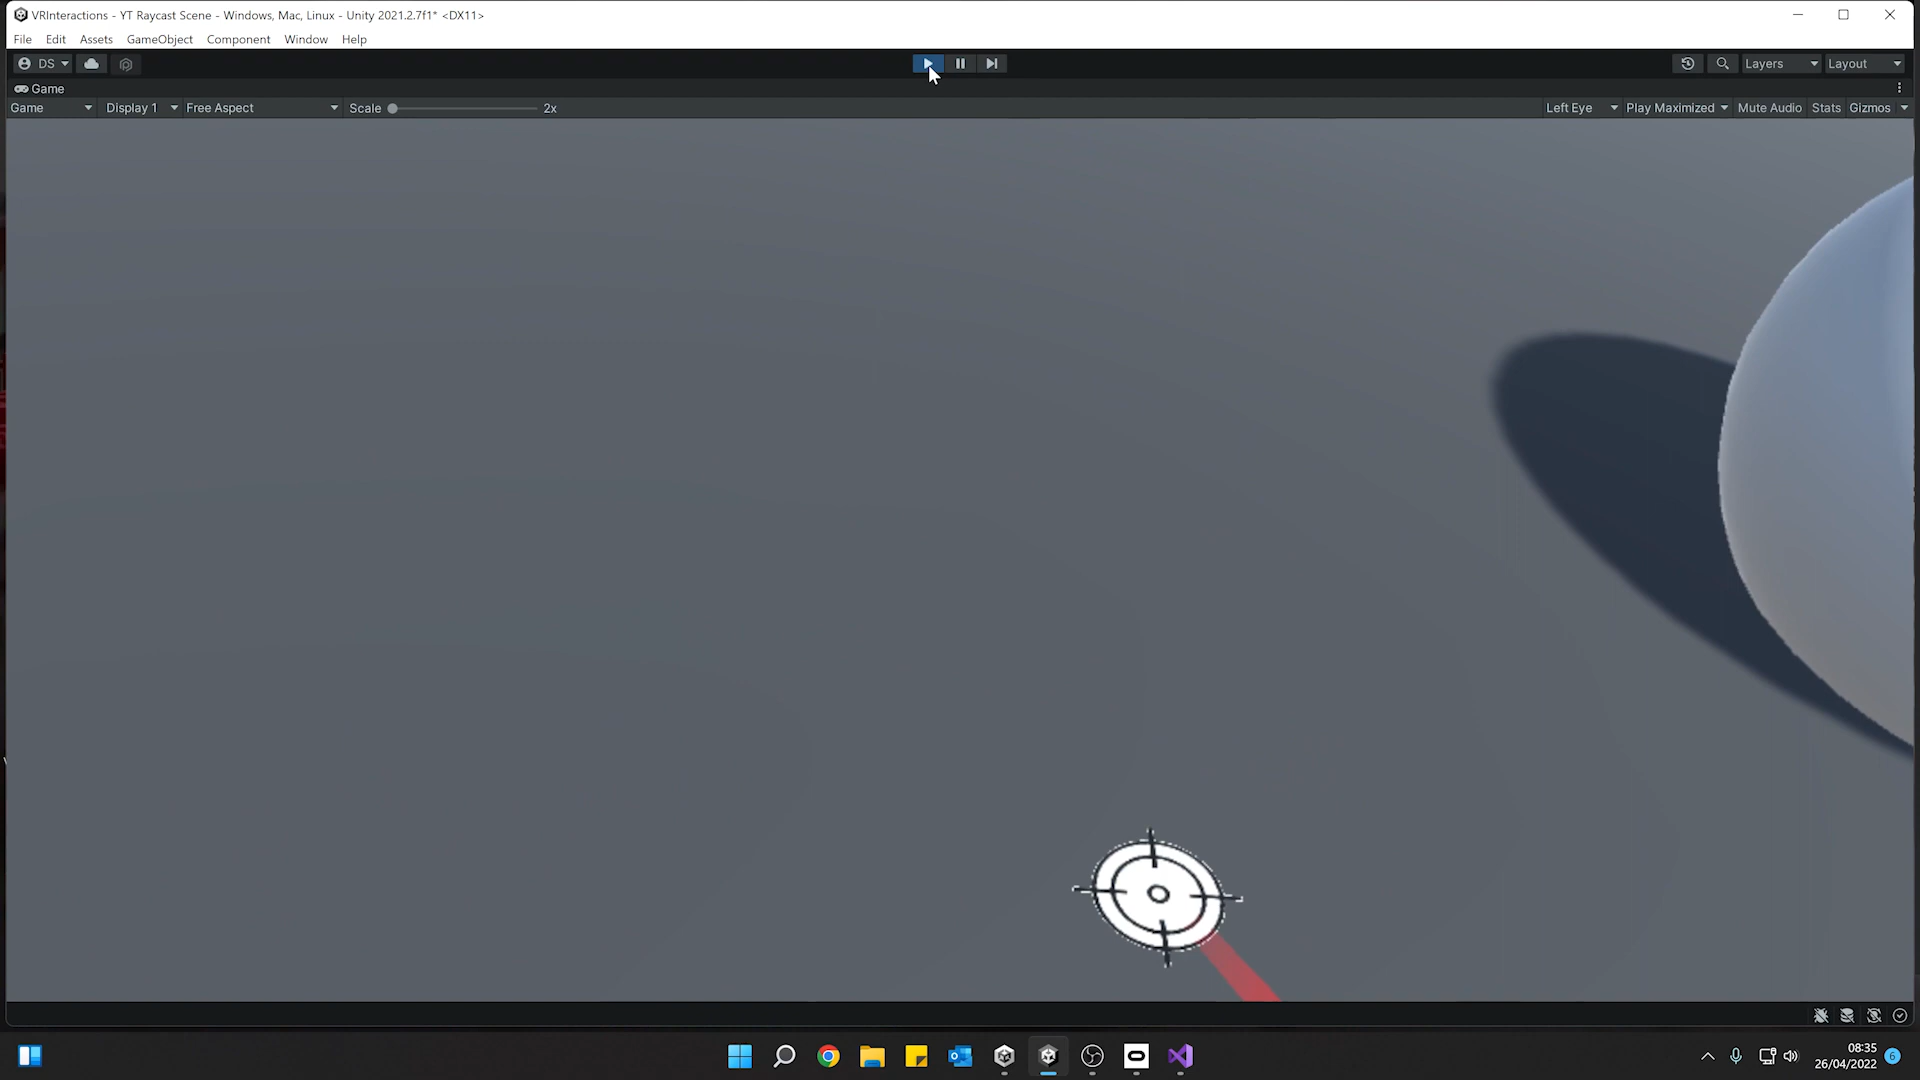 VRInteractions - YT Raycast Scene - Windows, Mac, Linux - Unity 2021.2.7f1* <DX11>
File Edit Assets GameObject Component Window Help
DS Layers Layout
Game
Game Display 1 Free Aspect Scale 2x Left Eye Play Maximized Mute Audio Stats Gizmos
08:35
26/04/2022 6